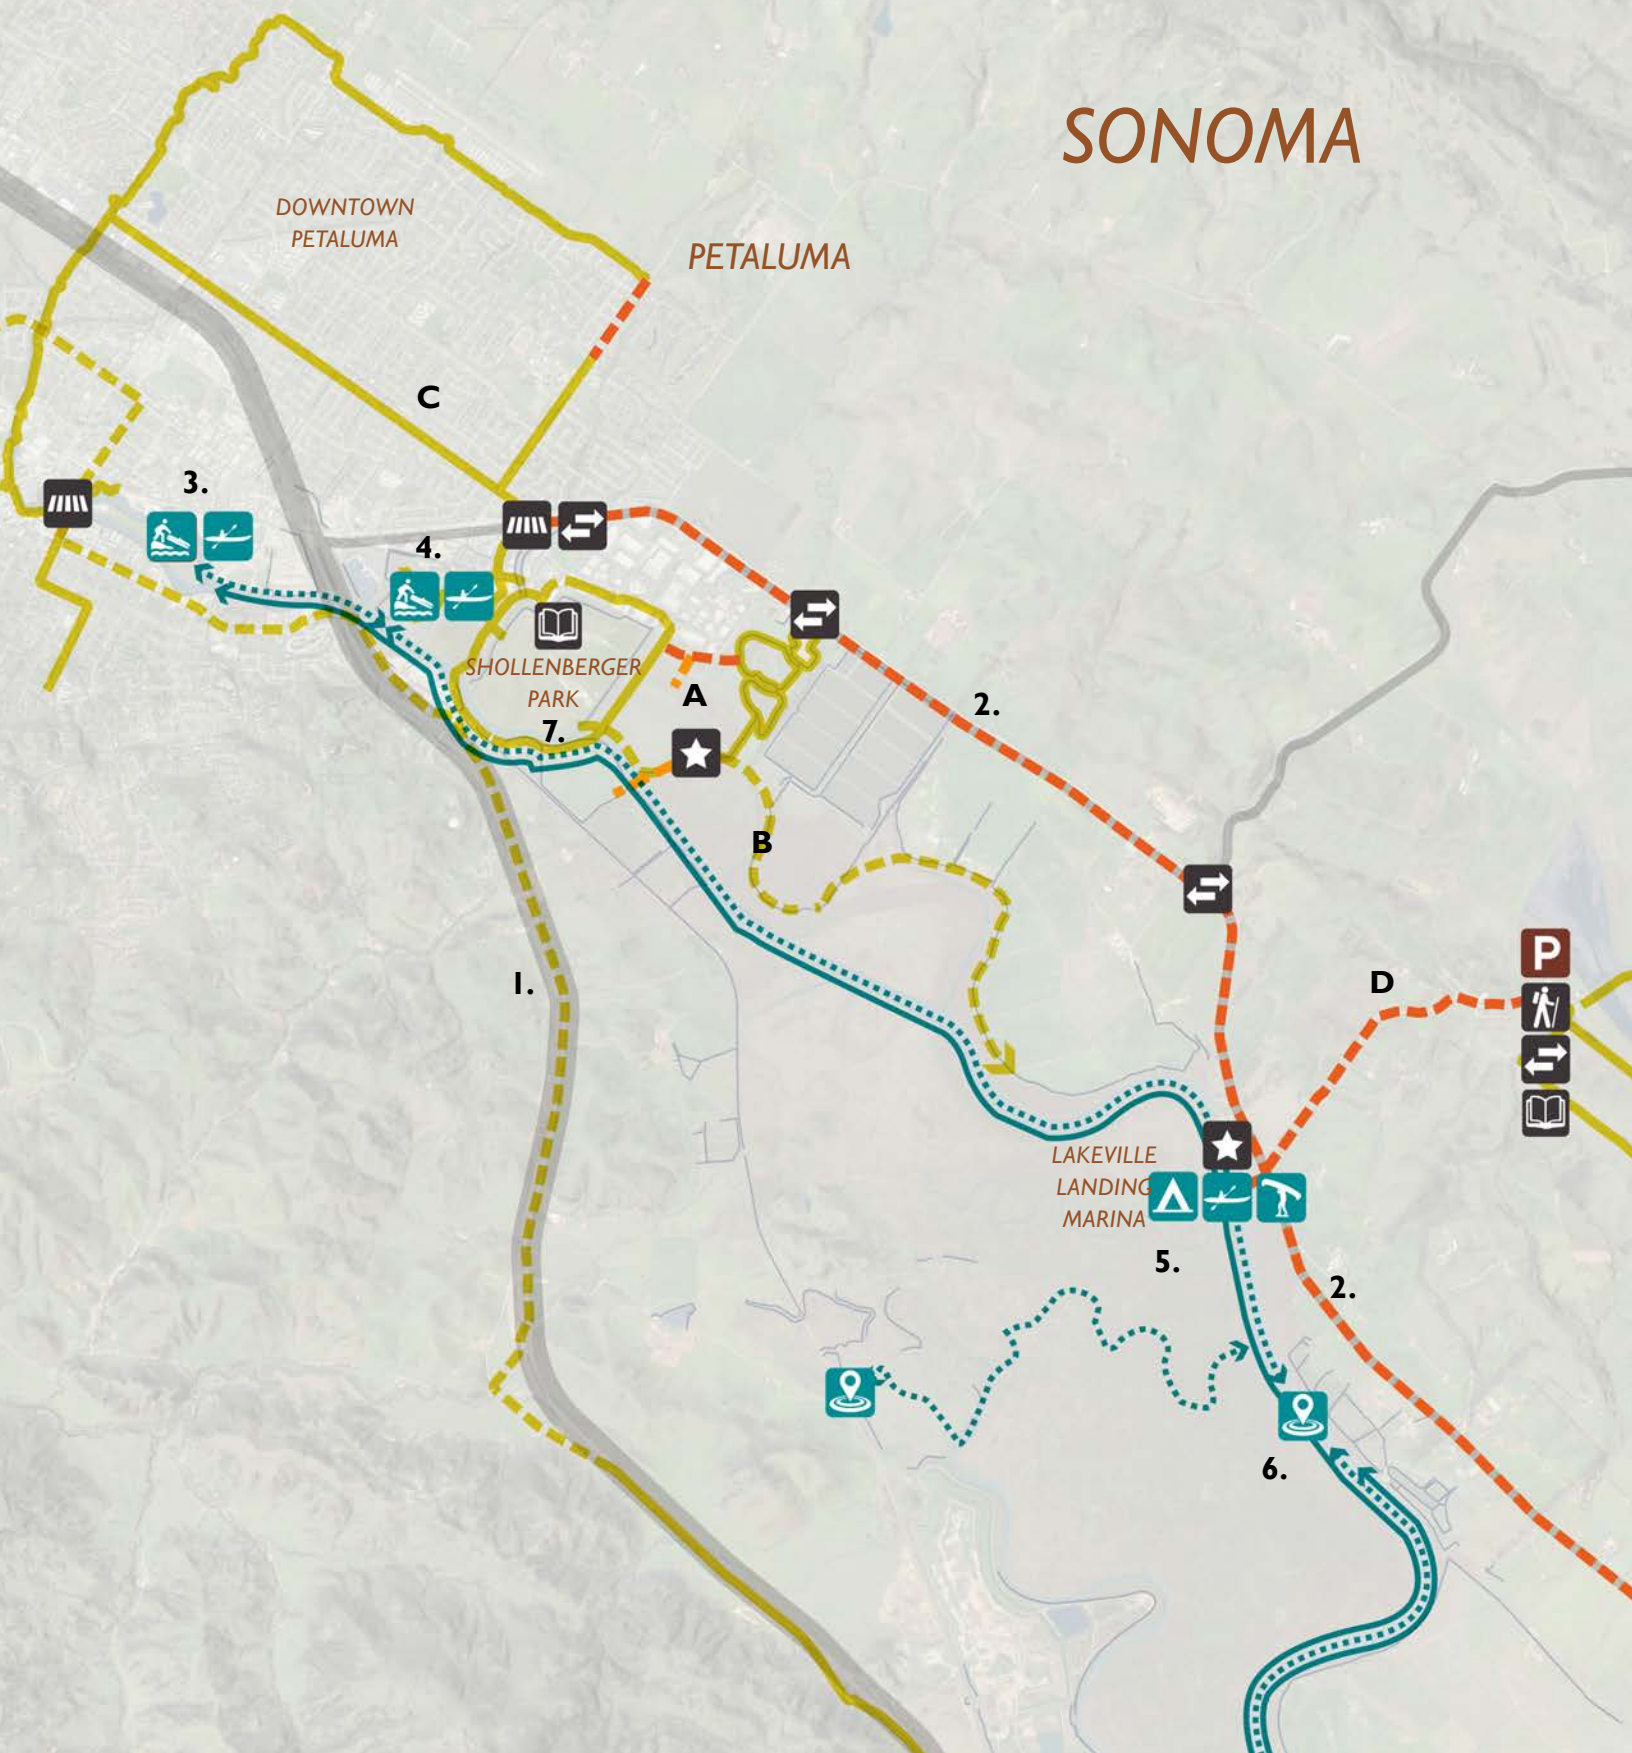 SONOMA
DOWNTOWN
PETALUMA
PETALUMA
C
3.
4.
SHOLLENBERGER
PARK
A
7.
2.
B
1.
D
P
LAKEVILLE
LANDING
MARINA
5.
2.
6.